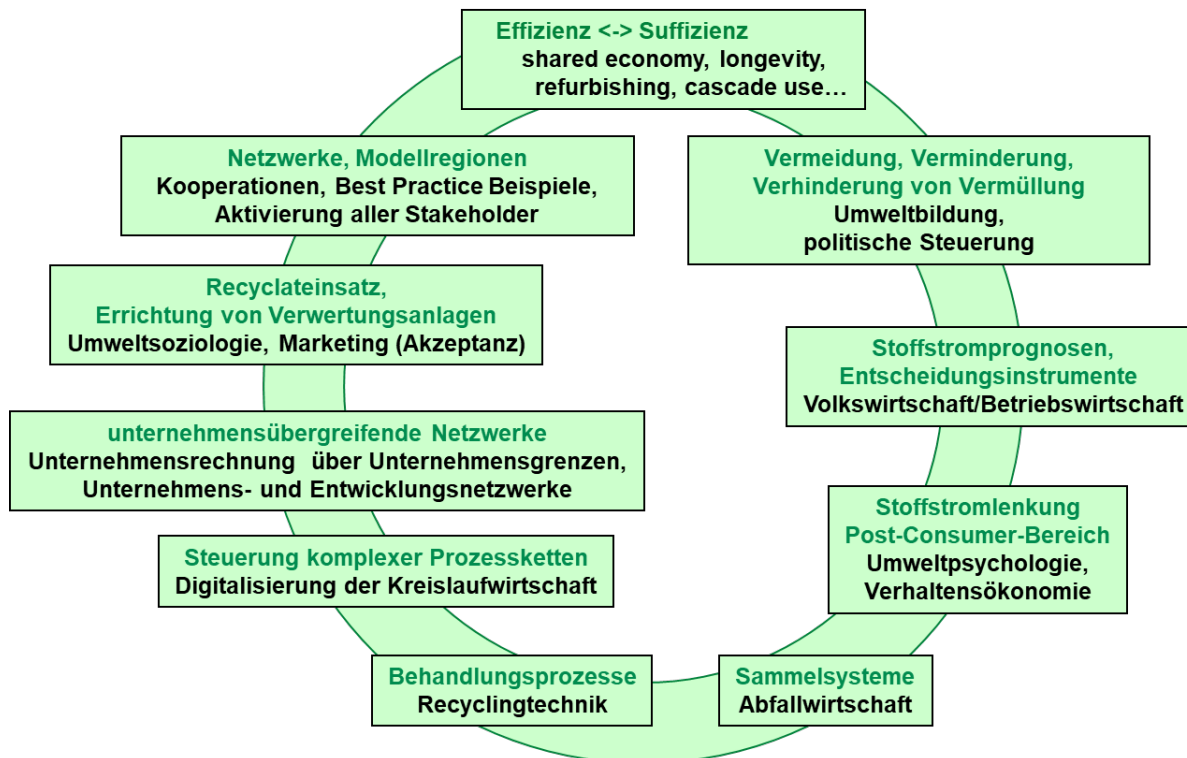 Effizienz <-> Suffizienz
shared economy, longevity,
refurbishing, cascade use…
Netzwerke, Modellregionen
Kooperationen, Best Practice Beispiele,
Aktivierung aller Stakeholder
Vermeidung, Verminderung,
Verhinderung von Vermüllung
Umweltbildung,
politische Steuerung
Recyclateinsatz,
Errichtung von Verwertungsanlagen
Umweltsoziologie, Marketing (Akzeptanz)
Stoffstromprognosen,
Entscheidungsinstrumente
Volkswirtschaft/Betriebswirtschaft
unternehmensübergreifende Netzwerke
Unternehmensrechnung über Unternehmensgrenzen,
Unternehmens- und Entwicklungsnetzwerke
Stoffstromlenkung
Post-Consumer-Bereich
Umweltpsychologie,
Verhaltensökonomie
Steuerung komplexer Prozessketten
Digitalisierung der Kreislaufwirtschaft
Behandlungsprozesse
Recyclingtechnik
Sammelsysteme
Abfallwirtschaft